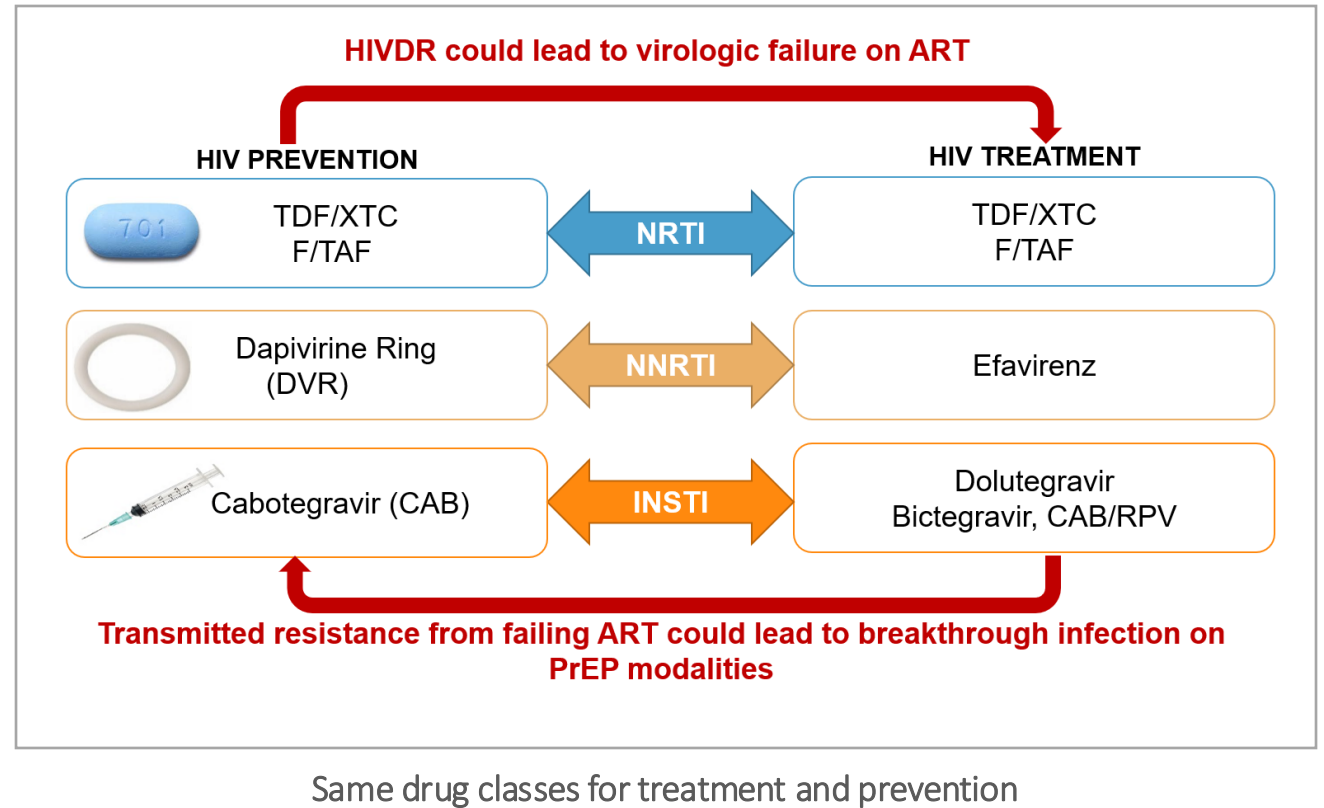 HIVDR could lead to virologic failure on ART
HIV PREVENTION
HIV TREATMENT
701
TDF/XTC
F/TAF
NRTI
TDF/XTC
F/TAF
Dapivirine Ring
(DVR)
NNRTI
Efavirenz
Cabotegravir (CAB)
INSTI
Dolutegravir
Bictegravir, CAB/RPV
Transmitted resistance from failing ART could lead to breakthrough infection on
PrEP modalities
Same drug classes for treatment and prevention